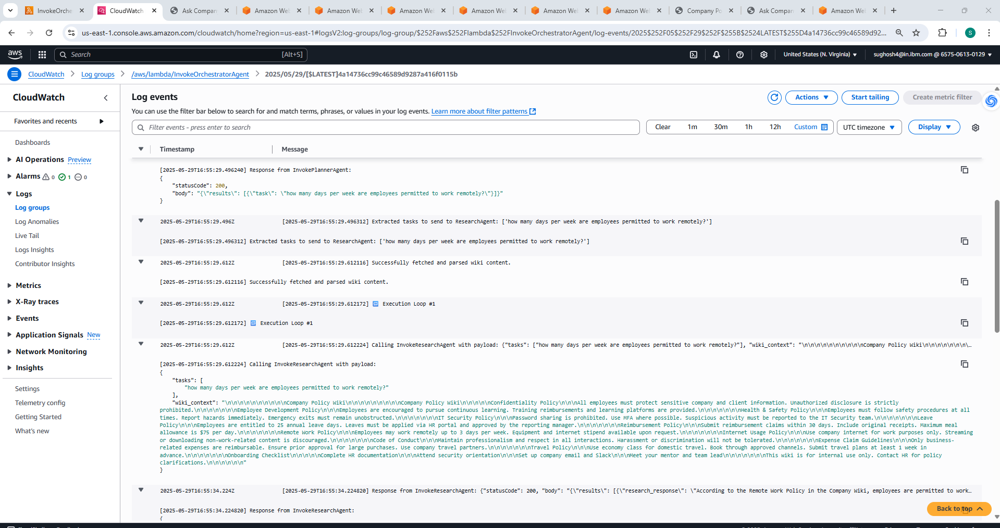 InvokeOrche
CloudWatch
Ask Compan
Amazon Web
Amazon We
Amazon We
Amazon We
Amazon We
Amazon We
Company Po
Ask Compan
Amazon We
us-east-1.console.aws.amazon.com/cloudwatch/home?region=us-east-1#logsV2:log-groups/log-group/$252Faws$252Flambda$252FInvokeOrchestratorAgent/log-events/2025$252F05$252F29$252F$255B$2524LATEST$255D4a14736cc99c46589d92...
S
aws
Search
[Alt+S]
United States (N. Virginia)
sughosh4@in.ibm.com @ 6575-0613-0129
CloudWatch
Log groups
/aws/lambda/InvokeOrchestratorAgent
2025/05/29/[$LATEST]4a14736cc99c46589d9287a416f0115b
CloudWatch
Favorites and recents
Dashboards
AI Operations Preview
Alarms 0 1 0
Logs
Log groups
Log Anomalies
Live Tail
Logs Insights
Contributor Insights
Metrics
X-Ray traces
Events
Application Signals New
Network Monitoring
Insights
Settings
Telemetry config
Getting Started
What's new
Log events
Actions
Start tailing
Create metric filter
You can use the filter bar below to search for and match terms, phrases, or values in your log events. Learn more about filter patterns
Filter events - press enter to search
Clear 1m 30m 1h 12h Custom
UTC timezone
Display
Timestamp Message
[2025-05-29T16:55:29.496240] Response from InvokePlannerAgent:
{
"statusCode": 200,
"body": "{\"results\": [{\"task\": \"how many days per week are employees permitted to work remotely?\"}]}"
}
2025-05-29T16:55:29.496Z [2025-05-29T16:55:29.496312] Extracted tasks to send to ResearchAgent: ['how many days per week are employees permitted to work remotely?']
[2025-05-29T16:55:29.496312] Extracted tasks to send to ResearchAgent: ['how many days per week are employees permitted to work remotely?']
2025-05-29T16:55:29.612Z [2025-05-29T16:55:29.612116] Successfully fetched and parsed wiki content.
[2025-05-29T16:55:29.612116] Successfully fetched and parsed wiki content.
2025-05-29T16:55:29.612Z [2025-05-29T16:55:29.612172] 🔁 Execution Loop #1
[2025-05-29T16:55:29.612172] 🔁 Execution Loop #1
2025-05-29T16:55:29.612Z [2025-05-29T16:55:29.612224] Calling InvokeResearchAgent with payload: {"tasks": ["how many days per week are employees permitted to work remotely?"], "wiki_context": "\n\n\n\n\n\n\n\n\n\nCompany Policy Wiki\n\n\n\n\n\n\n\…
[2025-05-29T16:55:29.612224] Calling InvokeResearchAgent with payload:
{
"tasks": [
"how many days per week are employees permitted to work remotely?"
],
"wiki_context": "\n\n\n\n\n\n\n\n\n\nCompany Policy Wiki\n\n\n\n\n\n\n\n\nCompany Policy Wiki\n\n\n\n\nConfidentiality Policy\n\n\nAll employees must protect sensitive company and client information. Unauthorized disclosure is strictly
prohibited.\n\n\n\n\n\n\nEmployee Development Policy\n\n\nEmployees are encouraged to pursue continuous learning. Training reimbursements and learning platforms are provided.\n\n\n\n\n\n\nHealth & Safety Policy\n\n\nEmployees must follow safety procedures at all
times. Report hazards immediately. Emergency exits must remain unobstructed.\n\n\n\n\n\n\nIT Security Policy\n\n\nPassword sharing is prohibited. Use MFA where possible. Suspicious activity must be reported to the IT Security team.\n\n\n\n\n\n\nLeave
Policy\n\n\nEmployees are entitled to 25 annual leave days. Leaves must be applied via HR portal and approved by the reporting manager.\n\n\n\n\n\n\nReimbursement Policy\n\n\nSubmit reimbursement claims within 30 days. Include original receipts. Maximum meal
allowance is $75 per day.\n\n\n\n\n\n\nRemote Work Policy\n\n\nEmployees may work remotely up to 3 days per week. Equipment and internet stipend available upon request.\n\n\n\n\n\n\nInternet Usage Policy\n\n\nUse company internet for work purposes only. Streaming
or downloading non-work-related content is discouraged.\n\n\n\n\n\n\nCode of Conduct\n\n\nMaintain professionalism and respect in all interactions. Harassment or discrimination will not be tolerated.\n\n\n\n\n\n\nExpense Claim Guidelines\n\n\nOnly business-
related expenses are reimbursable. Ensure prior approval for large purchases. Use company travel partners.\n\n\n\n\n\n\nTravel Policy\n\n\nUse economy class for domestic travel. Book through approved channels. Submit travel plans at least 1 week in
advance.\n\n\n\n\n\n\nOnboarding Checklist\n\n\n\n\nComplete HR documentation\n\n\nAttend security orientation\n\n\nSet up company email and Slack\n\n\nMeet your mentor and team lead\n\n\n\n\n\n\nThis wiki is for internal use only. Contact HR for policy
clarifications.\n\n\n\n\n\n"
}
2025-05-29T16:55:34.224Z [2025-05-29T16:55:34.224820] Response from InvokeResearchAgent: {"statusCode": 200, "body": "{\"results\": [{\"research_response\": \"According to the Remote Work Policy in the Company Wiki, employees are permitted to work…
[2025-05-29T16:55:34.224820] Response from InvokeResearchAgent:
{
Back to top